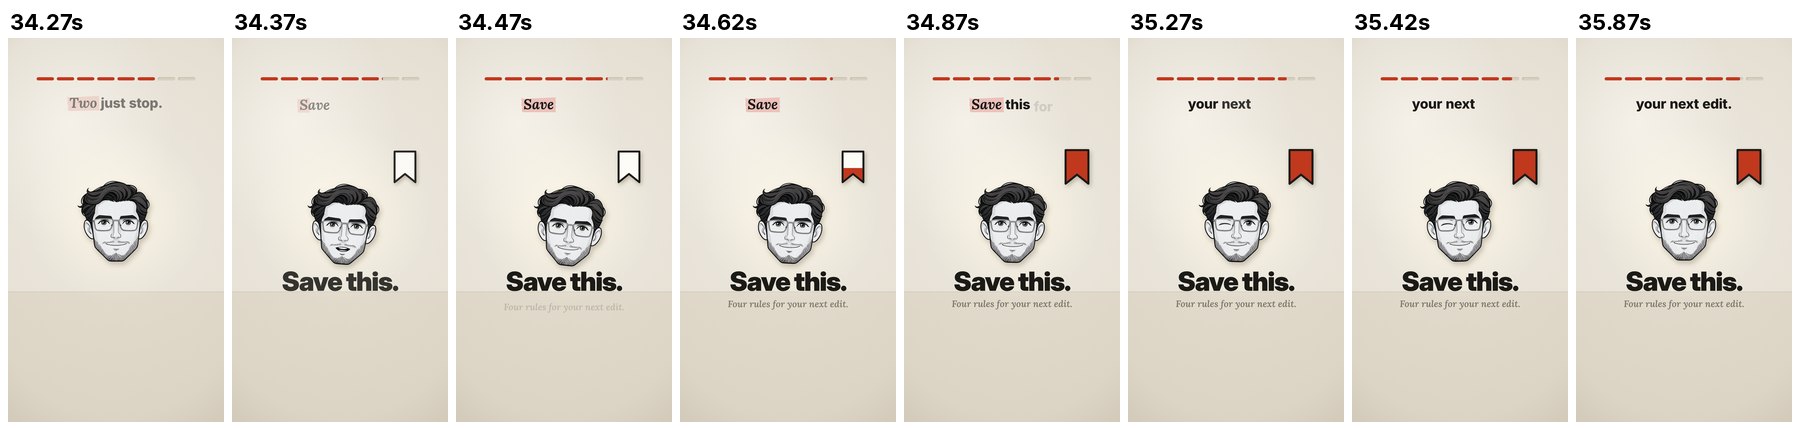 34.27s
Two just stop.
34.37s
Save
Save this.
34.47s
Save
Save this.
Four rules for your next edit.
34.62s
Save
Save this.
Four rules for your next edit.
34.87s
Save this for
Save this.
Four rules for your next edit.
35.27s
your next
Save this.
Four rules for your next edit.
35.42s
your next
Save this.
Four rules for your next edit.
35.87s
your next edit.
Save this.
Four rules for your next edit.